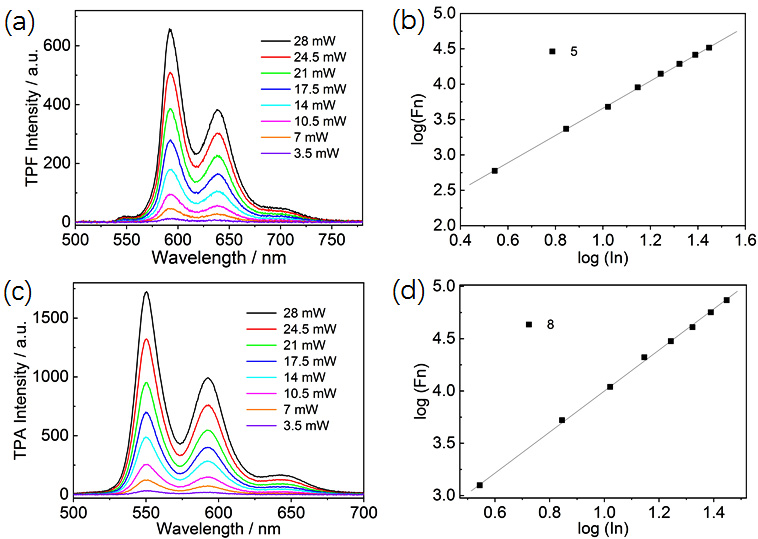 (a)
TPF Intensity / a.u.
600
400
200
0
28 mW
24.5 mW
21 mW
17.5 mW
14 mW
10.5 mW
7 mW
3.5 mW
500 550 600 650 700 750
Wavelength / nm
(b)
log(Fn)
5.0
4.5
4.0
3.5
3.0
2.5
2.0
5
0.4 0.6 0.8 1.0 1.2 1.4 1.6
log (In)
(c)
TPA Intensity / a.u.
1500
1000
500
0
28 mW
24.5 mW
21 mW
17.5 mW
14 mW
10.5 mW
7 mW
3.5 mW
500 550 600 650 700
Wavelength / nm
(d)
log (Fn)
5.0
4.5
4.0
3.5
3.0
8
0.6 0.8 1.0 1.2 1.4
log (In)